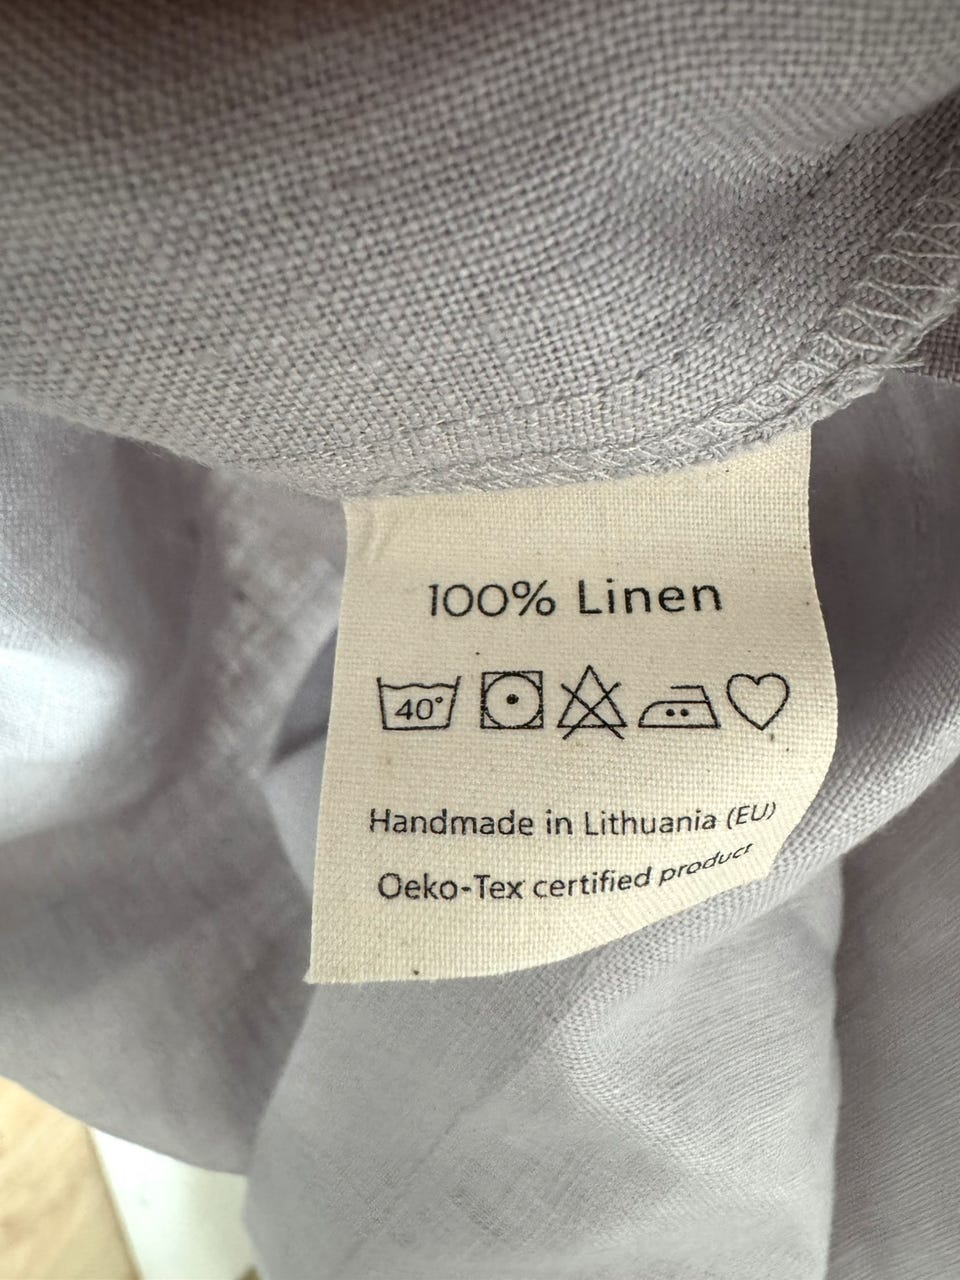 100% Linen
40°
Handmade in Lithuania (EU)
Oeko-Tex certified product